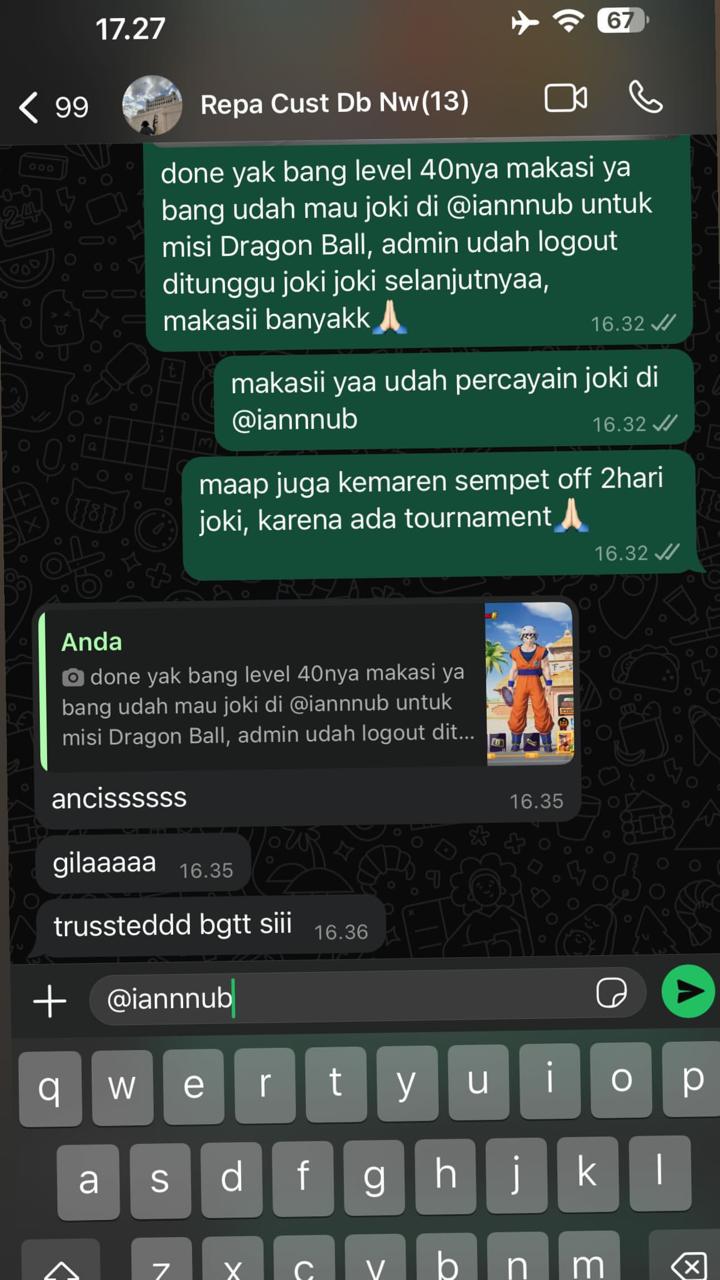 17.27
67
99
Repa Cust Db Nw(13)
done yak bang level 40nya makasi ya
bang udah mau joki di @iannnub untuk
misi Dragon Ball, admin udah logout
ditunggu joki joki selanjutnyaa,
makasii banyakk🙏🏻
16.32
makasii yaa udah percayain joki di
@iannnub
16.32
maap juga kemaren sempet off 2hari
joki, karena ada tournament🙏🏻
16.32
Anda
done yak bang level 40nya makasi ya
bang udah mau joki di @iannnub untuk
misi Dragon Ball, admin udah logout dit...
ancissssss
16.35
gilaaaaa
16.35
trussteddd bgtt siii
16.36
@iannnub
q w e r t y u i o p
a s d f g h j k l
z x c v b n m